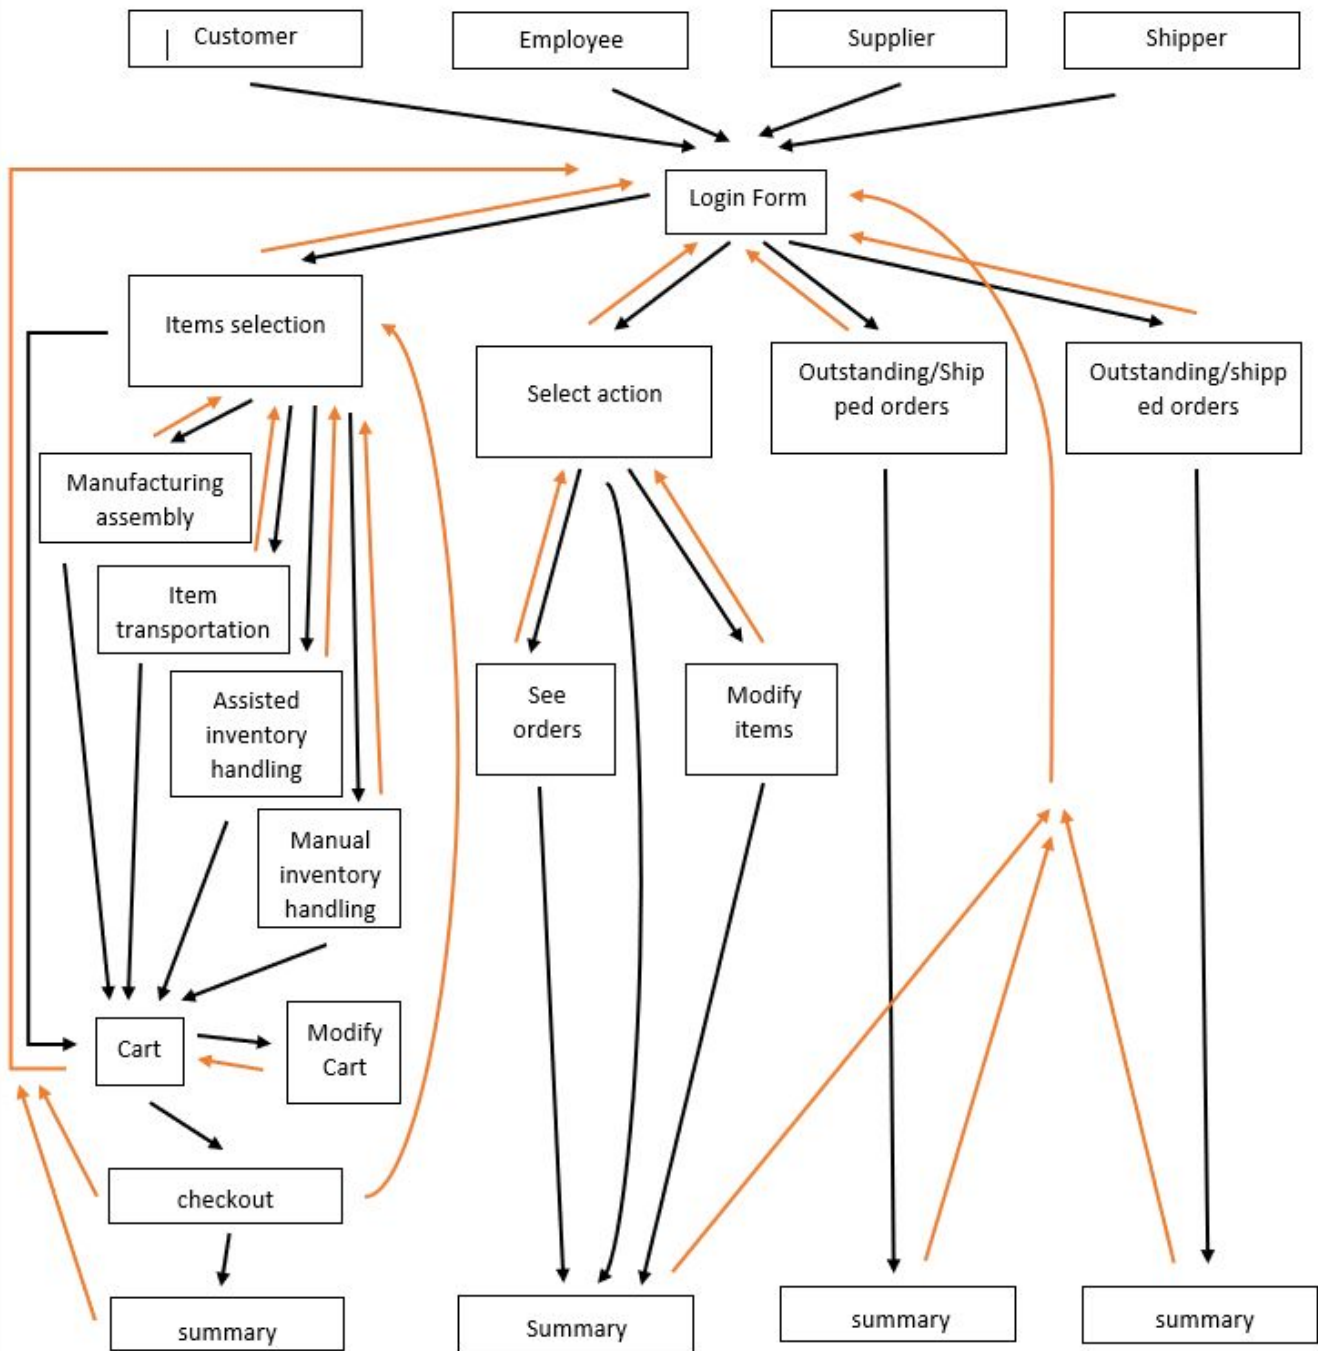 Customer
Employee
Supplier
Shipper
Login Form
Items selection
Select action
Outstanding/Ship
ped orders
Outstanding/shipp
ed orders
Manufacturing
assembly
Item
transportation
Assisted
inventory
handling
See
orders
Modify
items
Manual
inventory
handling
Cart
Modify
Cart
checkout
summary
Summary
summary
summary